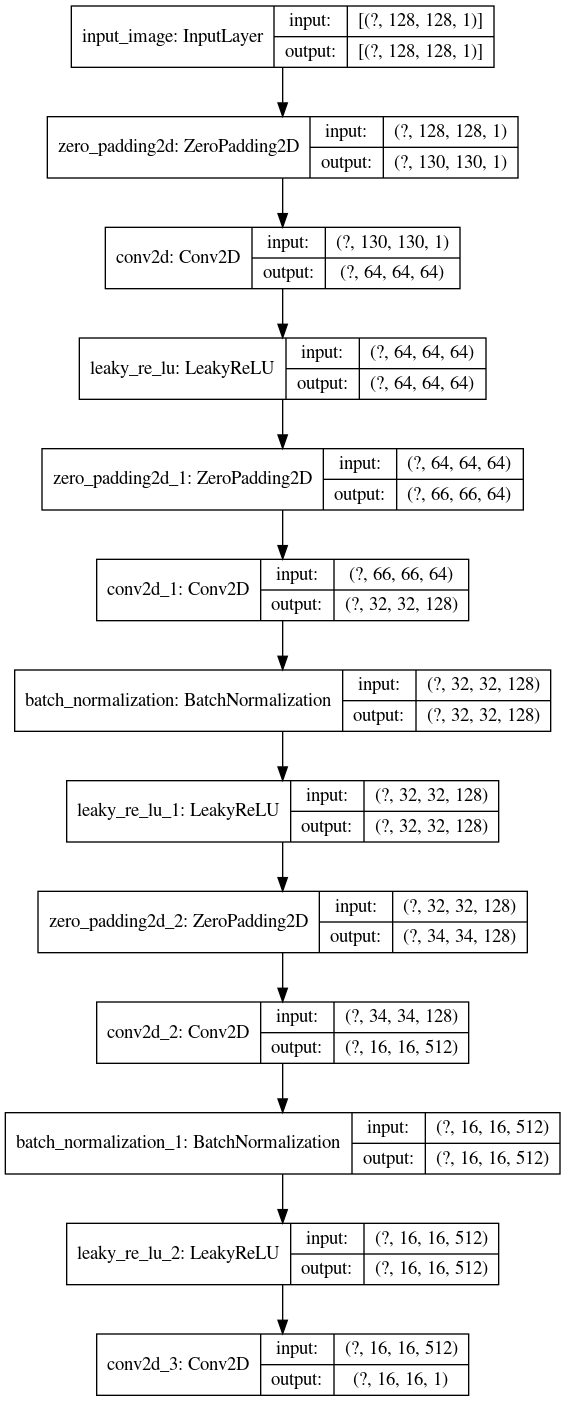 input_image: InputLayer
input: [(?, 128, 128, 1)]
output: [(?, 128, 128, 1)]
zero_padding2d: ZeroPadding2D
input: (?, 128, 128, 1)
output: (?, 130, 130, 1)
conv2d: Conv2D
input: (?, 130, 130, 1)
output: (?, 64, 64, 64)
leaky_re_lu: LeakyReLU
input: (?, 64, 64, 64)
output: (?, 64, 64, 64)
zero_padding2d_1: ZeroPadding2D
input: (?, 64, 64, 64)
output: (?, 66, 66, 64)
conv2d_1: Conv2D
input: (?, 66, 66, 64)
output: (?, 32, 32, 128)
batch_normalization: BatchNormalization
input: (?, 32, 32, 128)
output: (?, 32, 32, 128)
leaky_re_lu_1: LeakyReLU
input: (?, 32, 32, 128)
output: (?, 32, 32, 128)
zero_padding2d_2: ZeroPadding2D
input: (?, 32, 32, 128)
output: (?, 34, 34, 128)
conv2d_2: Conv2D
input: (?, 34, 34, 128)
output: (?, 16, 16, 512)
batch_normalization_1: BatchNormalization
input: (?, 16, 16, 512)
output: (?, 16, 16, 512)
leaky_re_lu_2: LeakyReLU
input: (?, 16, 16, 512)
output: (?, 16, 16, 512)
conv2d_3: Conv2D
input: (?, 16, 16, 512)
output: (?, 16, 16, 1)